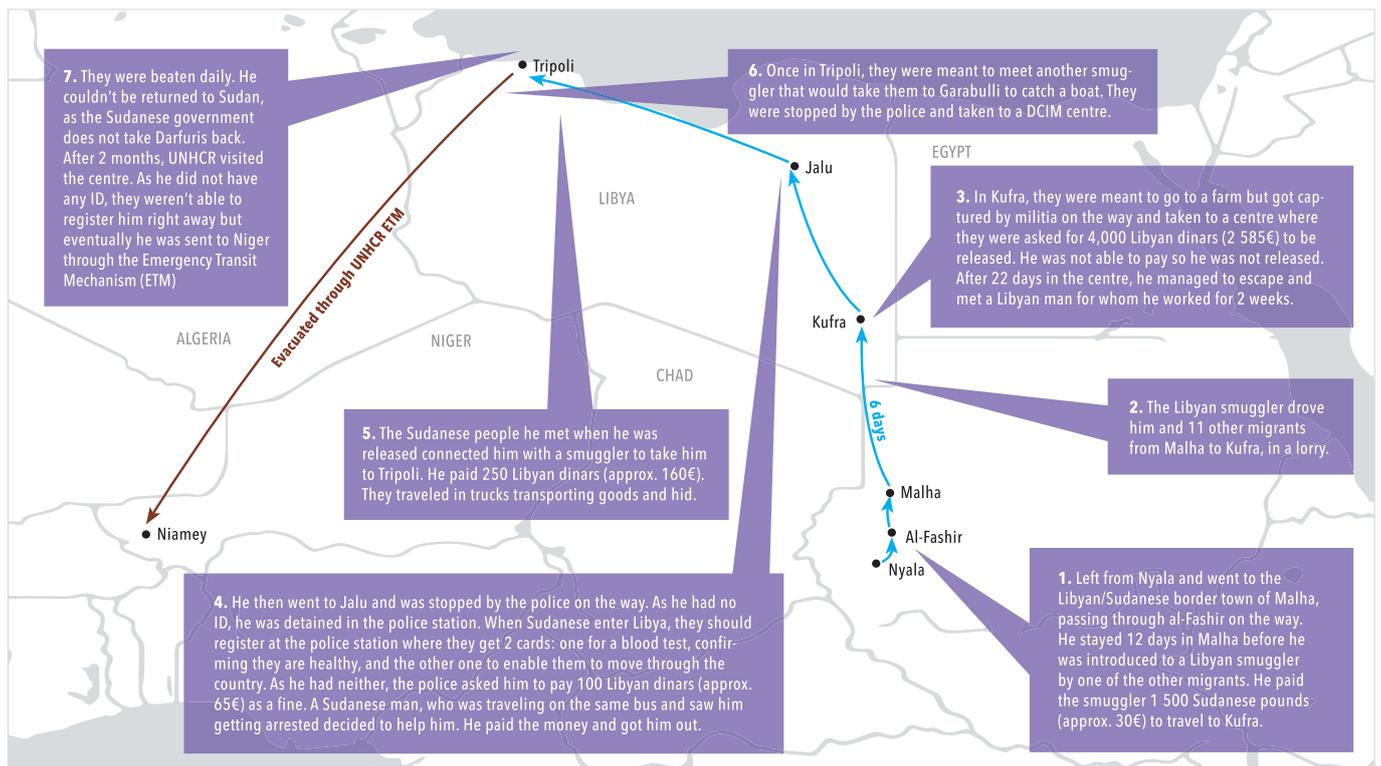 7. They were beaten daily. He
couldn't be returned to Sudan,
as the Sudanese government
does not take Darfuris back.
After 2 months, UNHCR visited
the centre. As he did not have
any ID, they weren't able to
register him right away but
eventually he was sent to Niger
through the Emergency Transit
Mechanism (ETM)
Tripoli
6. Once in Tripoli, they were meant to meet another smug-
gler that would take them to Garabulli to catch a boat. They
were stopped by the police and taken to a DCIM centre.
Jalu
EGYPT
LIBYA
3. In Kufra, they were meant to go to a farm but got cap-
tured by militia on the way and taken to a centre where
they were asked for 4,000 Libyan dinars (2 585€) to be
released. He was not able to pay so he was not released.
After 22 days in the centre, he managed to escape and
met a Libyan man for whom he worked for 2 weeks.
Evacuated through UNHCR ETM
Kufra
ALGERIA
NIGER
CHAD
2. The Libyan smuggler drove
him and 11 other migrants
from Malha to Kufra, in a lorry.
6 days
5. The Sudanese people he met when he was
released connected him with a smuggler to take him
to Tripoli. He paid 250 Libyan dinars (approx. 160€).
They traveled in trucks transporting goods and hid.
Malha
Niamey
Al-Fashir
Nyala
1. Left from Nyala and went to the
Libyan/Sudanese border town of Malha,
passing through al-Fashir on the way.
He stayed 12 days in Malha before he
was introduced to a Libyan smuggler
by one of the other migrants. He paid
the smuggler 1 500 Sudanese pounds
(approx. 30€) to travel to Kufra.
4. He then went to Jalu and was stopped by the police on the way. As he had no
ID, he was detained in the police station. When Sudanese enter Libya, they should
register at the police station where they get 2 cards: one for a blood test, confir-
ming they are healthy, and the other one to enable them to move through the
country. As he had neither, the police asked him to pay 100 Libyan dinars (approx.
65€) as a fine. A Sudanese man, who was traveling on the same bus and saw him
getting arrested decided to help him. He paid the money and got him out.